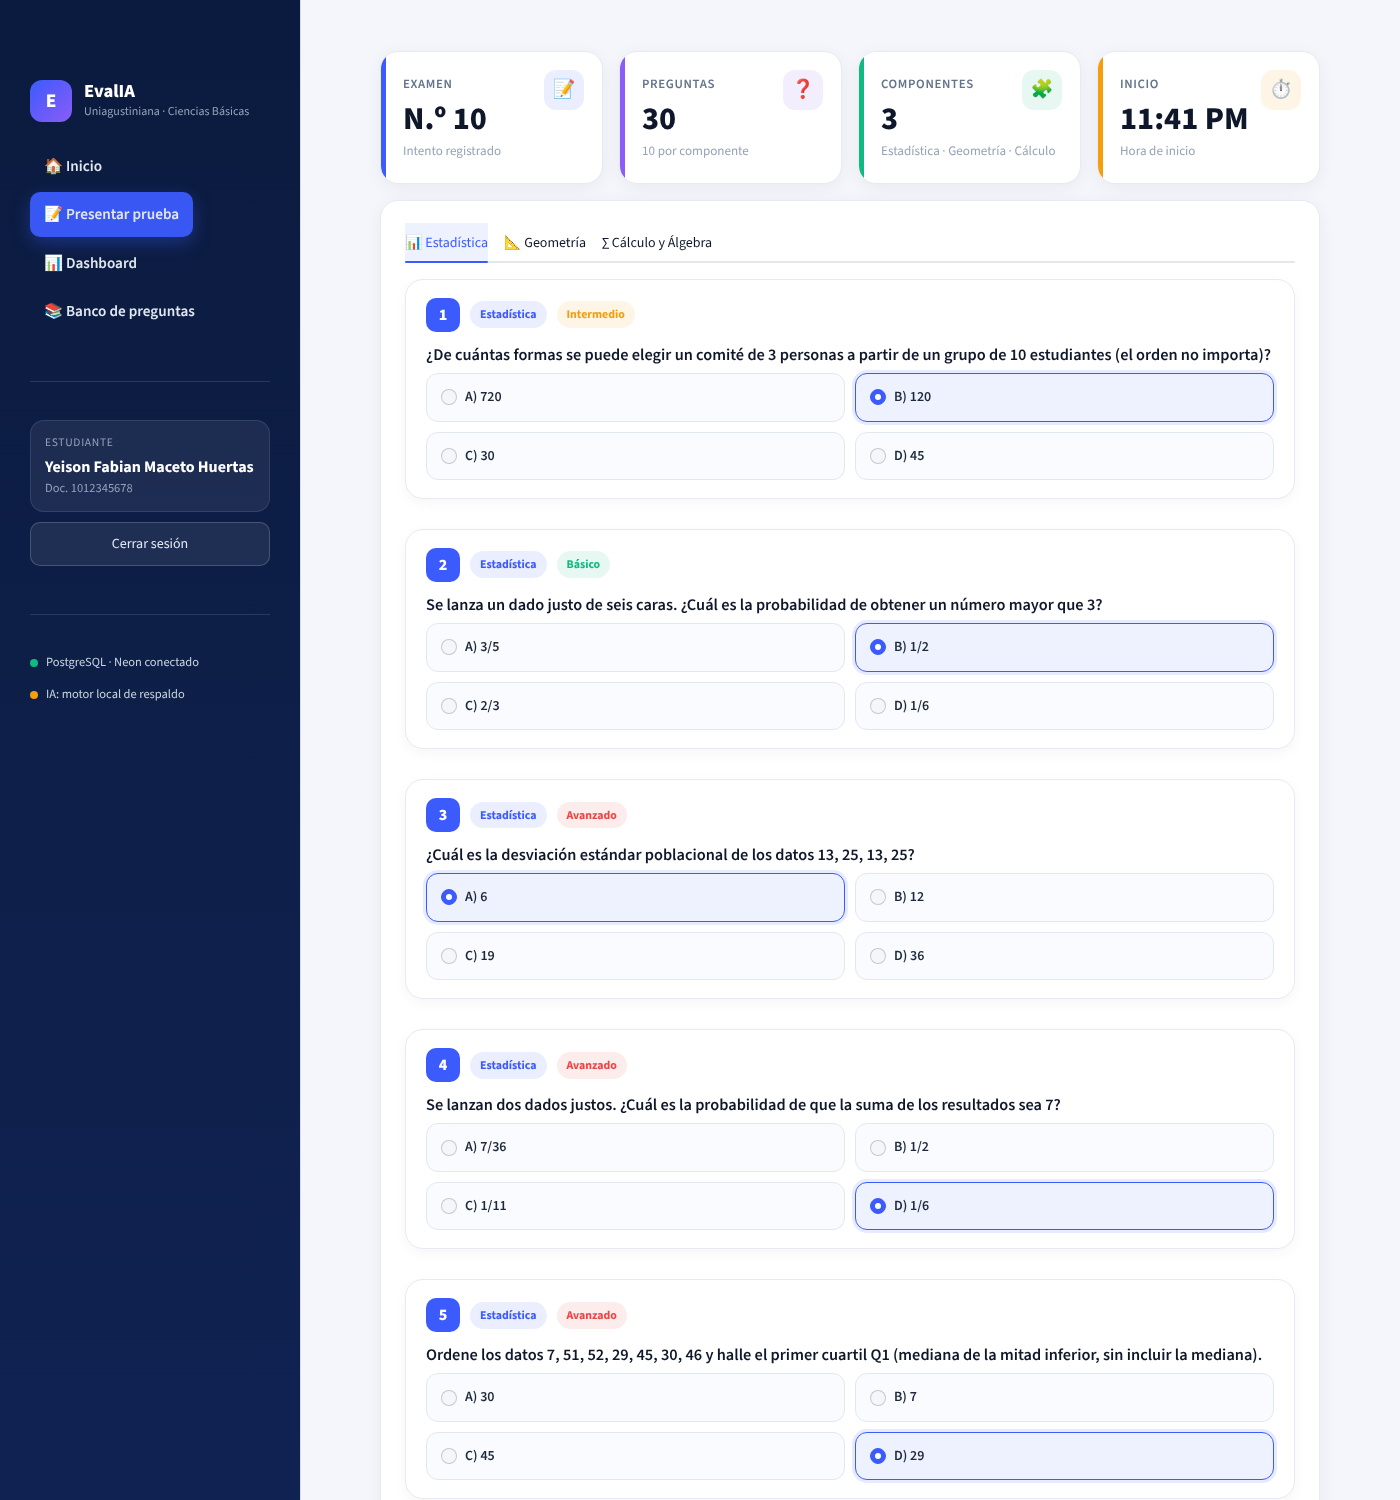 E
EvalIA
Uniagustiniana · Ciencias Básicas
Inicio
Presentar prueba
Dashboard
Banco de preguntas
ESTUDIANTE
Yeison Fabian Maceto Huertas
Doc. 1012345678
Cerrar sesión
PostgreSQL · Neon conectado
IA: motor local de respaldo
EXAMEN
N.º 10
Intento registrado
PREGUNTAS
30
10 por componente
COMPONENTES
3
Estadística · Geometría · Cálculo
INICIO
11:41 PM
Hora de inicio
Estadística Geometría ∑ Cálculo y Álgebra
1 Estadística Intermedio
¿De cuántas formas se puede elegir un comité de 3 personas a partir de un grupo de 10 estudiantes (el orden no importa)?
A) 720 B) 120
C) 30 D) 45
2 Estadística Básico
Se lanza un dado justo de seis caras. ¿Cuál es la probabilidad de obtener un número mayor que 3?
A) 3/5 B) 1/2
C) 2/3 D) 1/6
3 Estadística Avanzado
¿Cuál es la desviación estándar poblacional de los datos 13, 25, 13, 25?
A) 6 B) 12
C) 19 D) 36
4 Estadística Avanzado
Se lanzan dos dados justos. ¿Cuál es la probabilidad de que la suma de los resultados sea 7?
A) 7/36 B) 1/2
C) 1/11 D) 1/6
5 Estadística Avanzado
Ordene los datos 7, 51, 52, 29, 45, 30, 46 y halle el primer cuartil Q1 (mediana de la mitad inferior, sin incluir la mediana).
A) 30 B) 7
C) 45 D) 29